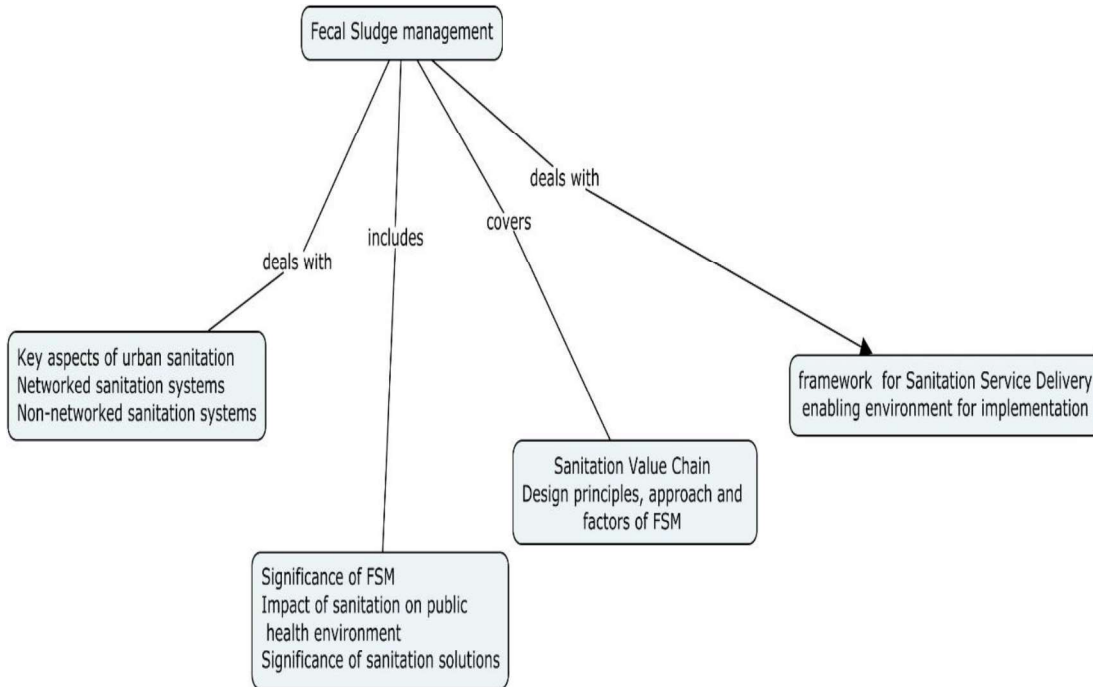 Fecal Sludge management
deals with
includes
covers
deals with
Key aspects of urban sanitation
Networked sanitation systems
Non-networked sanitation systems
Significance of FSM
Impact of sanitation on public
health environment
Significance of sanitation solutions
Sanitation Value Chain
Design principles, approach and
factors of FSM
framework for Sanitation Service Delivery
enabling environment for implementation